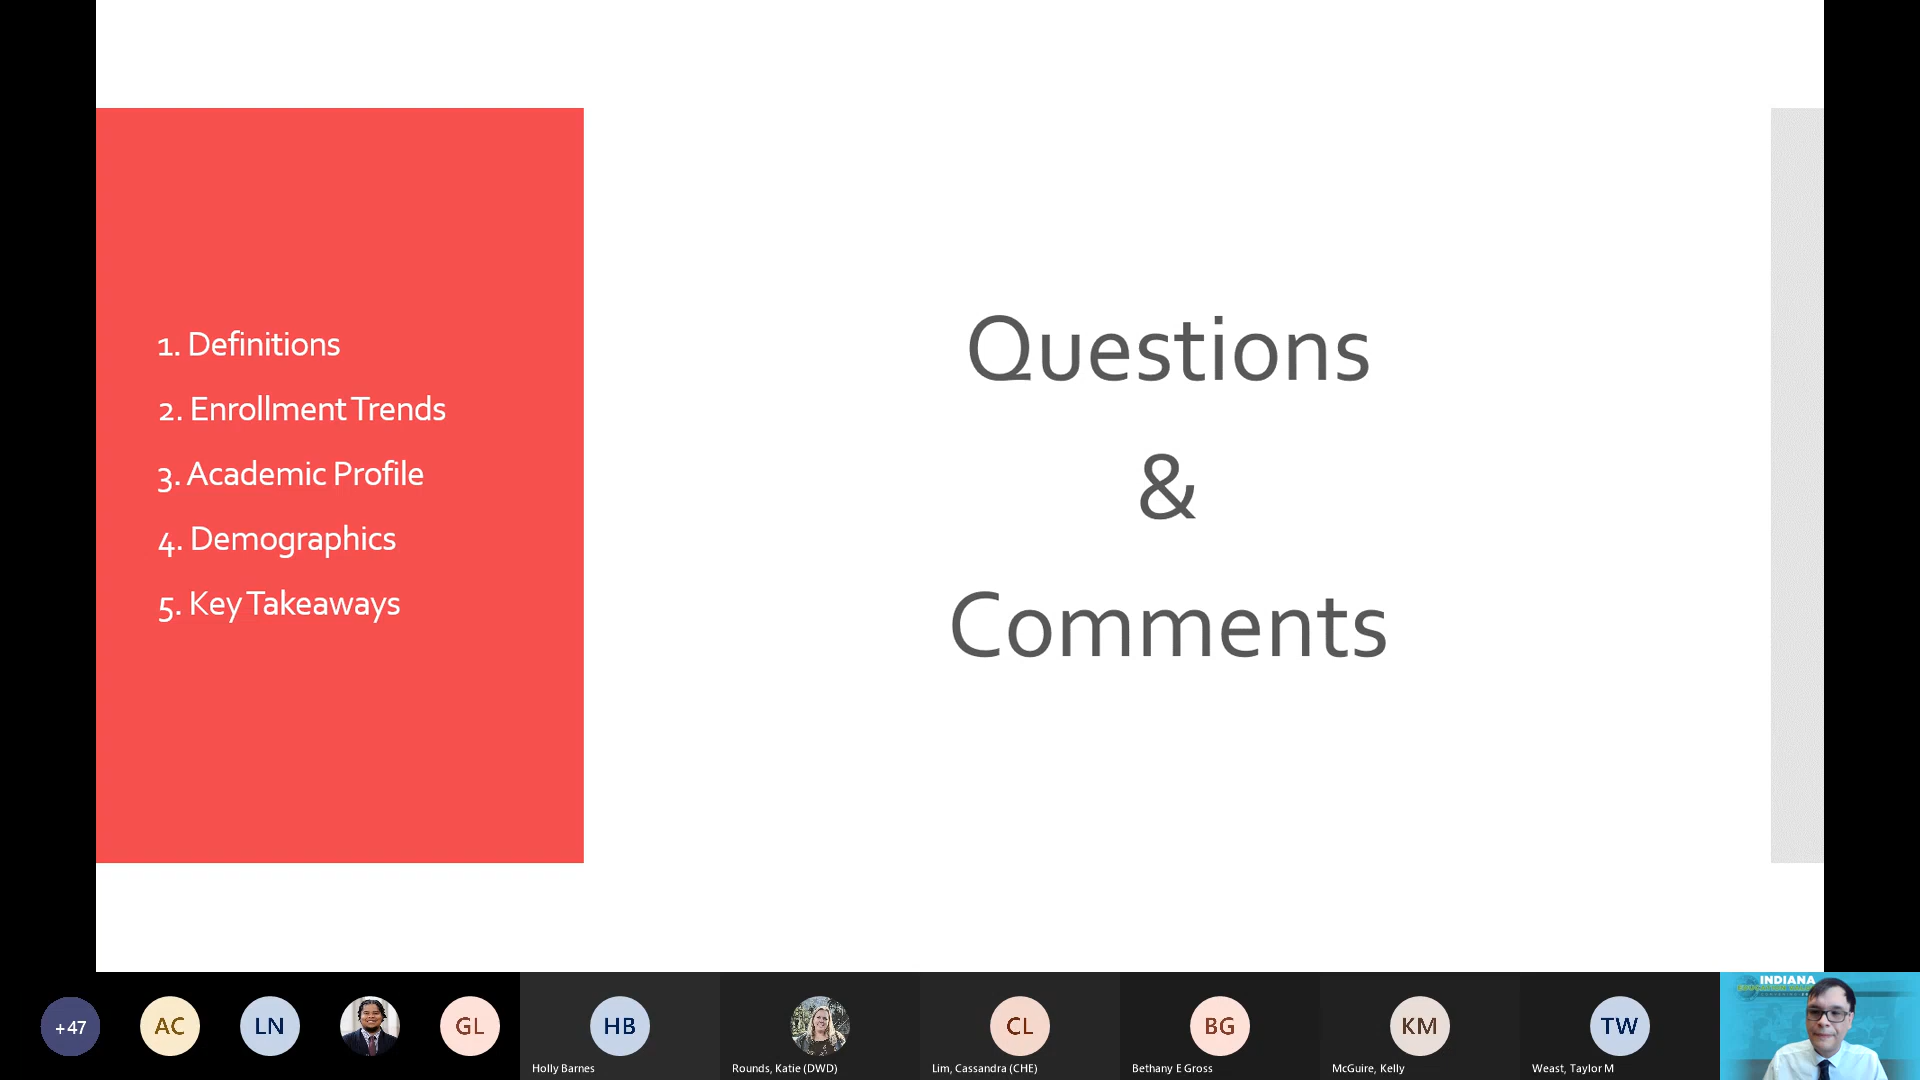 1. Definitions
2. Enrollment Trends
3. Academic Profile
4. Demographics
5. Key Takeaways
Questions
&
Comments
+47
AC
LN
GL
HB
CL
BG
KM
TW
Holly Barnes
Rounds, Katie (DWD)
Lim, Cassandra (CHE)
Bethany E Gross
McGuire, Kelly
Weast, Taylor M
INDIANA